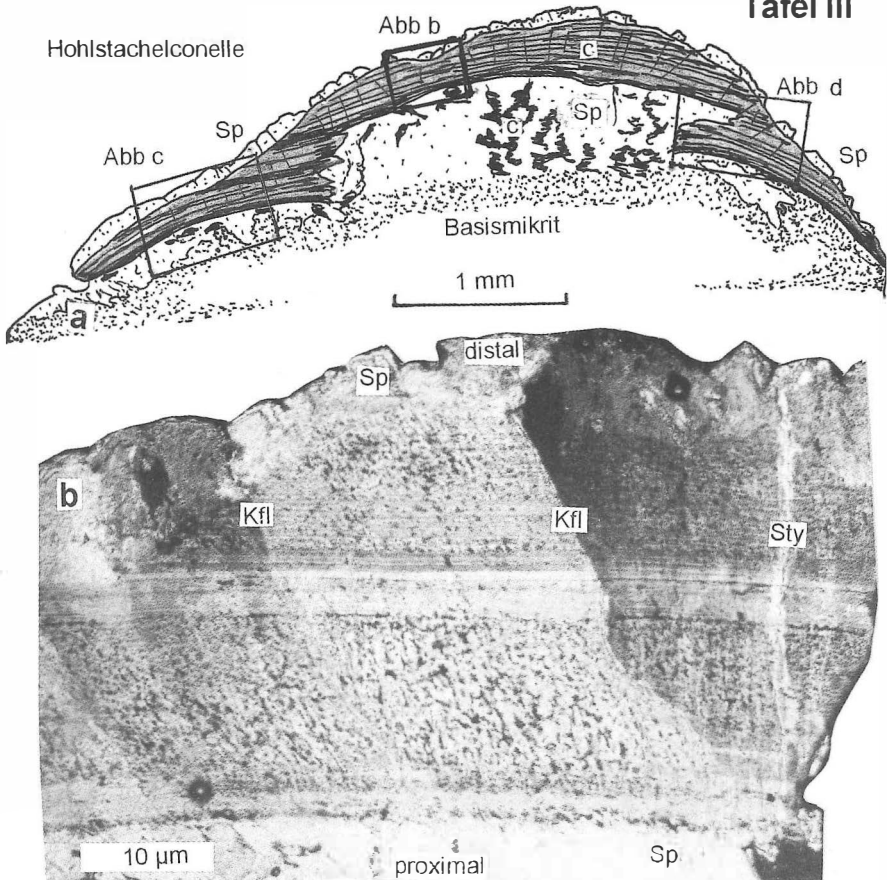 Tafel III
Hohlstachelconelle
Abb b
c
Abb d
Sp
c
Sp
Sp
Abb c
Basismikrit
1 mm
a
distal
Sp
b
Kfl
Kfl
Sty
10 µm
proximal
Sp